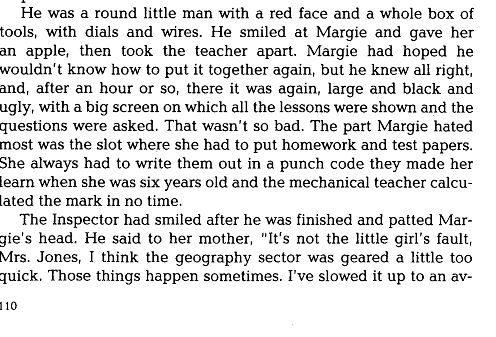 He was a round little man with a red face and a whole box of
tools, with dials and wires. He smiled at Margie and gave her
an apple, then took the teacher apart. Margie had hoped he
wouldn't know how to put it together again, but he knew all right,
and, after an hour or so, there it was again, large and black and
ugly, with a big screen on which all the lessons were shown and the
questions were asked. That wasn't so bad. The part Margie hated
most was the slot where she had to put homework and test papers.
She always had to write them out in a punch code they made her
learn when she was six years old and the mechanical teacher calcu-
lated the mark in no time.
The Inspector had smiled after he was finished and patted Mar-
gie's head. He said to her mother, "It's not the little girl's fault,
Mrs. Jones, I think the geography sector was geared a little too
quick. Those things happen sometimes. I've slowed it up to an av-
110